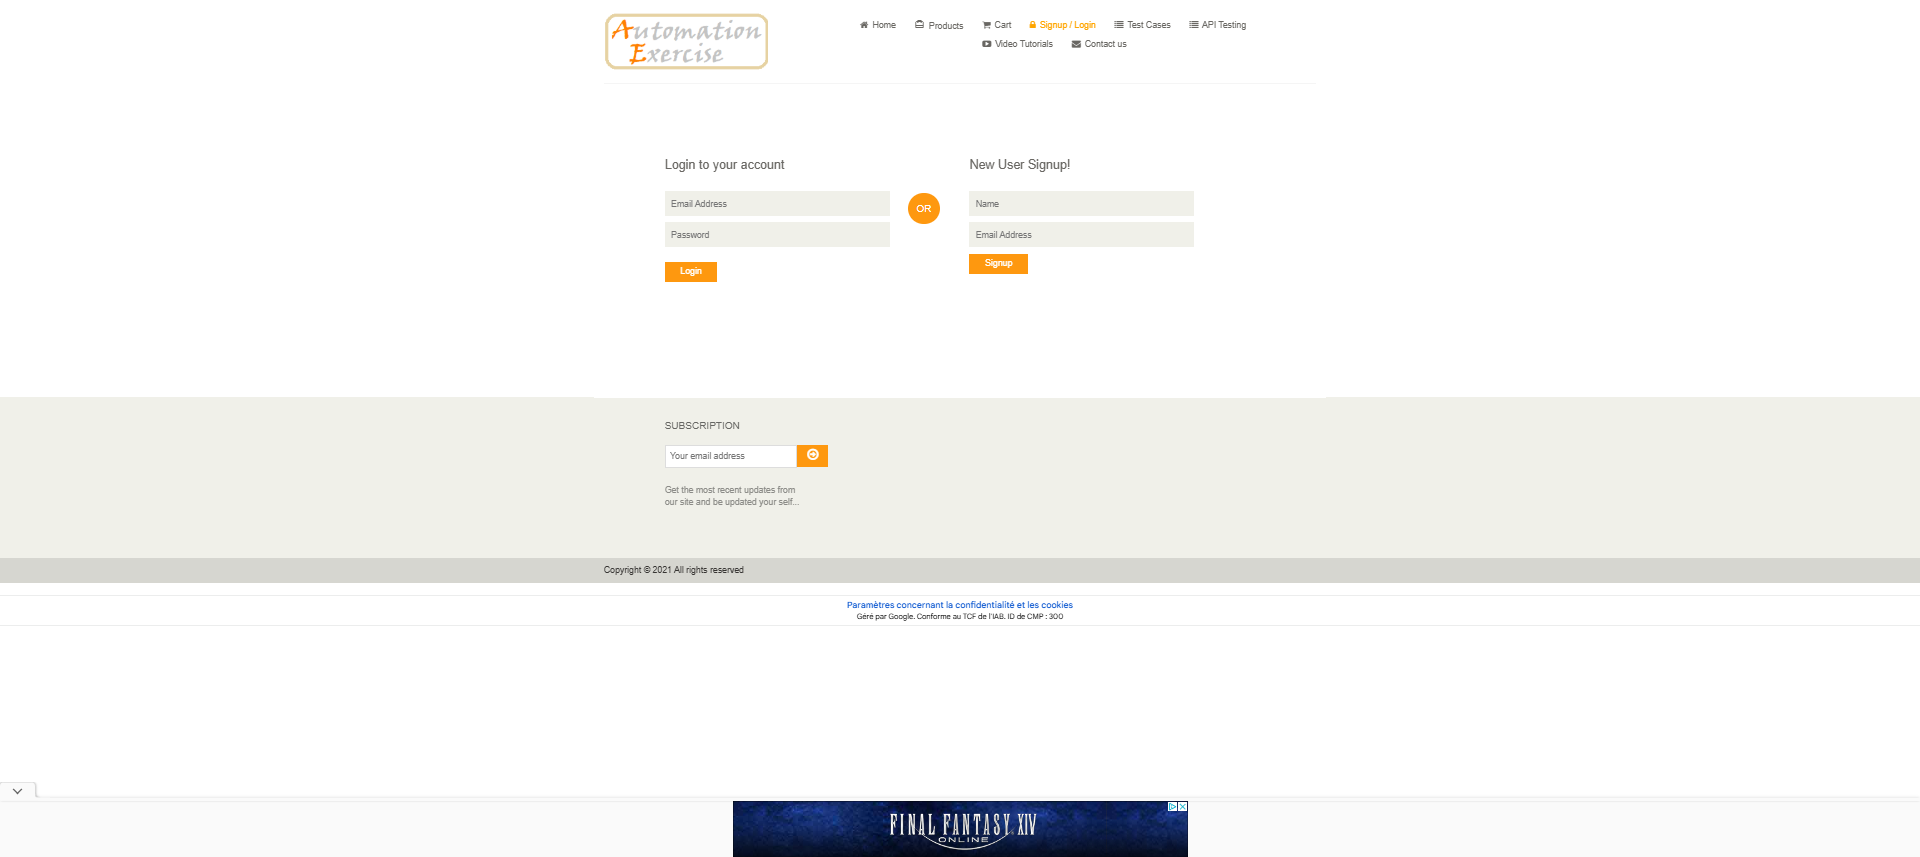 Automation
Exercise
Home
Products
Cart
Signup / Login
Test Cases
API Testing
Video Tutorials
Contact us
Login to your account
Email Address
Password
Login
OR
New User Signup!
Name
Email Address
Signup
SUBSCRIPTION
Your email address
Get the most recent updates from
our site and be updated your self...
Copyright © 2021 All rights reserved
Paramètres concernant la confidentialité et les cookies
Géré par Google. Conforme au TCF de l'IAB. ID de CMP : 300
FINAL FANTASY XIV
ONLINE